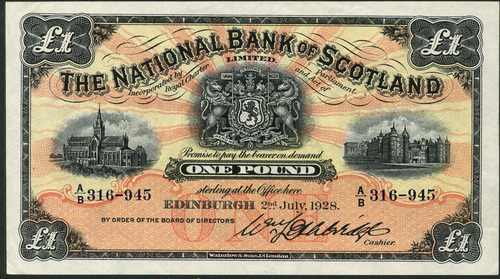 £1 £1
THE NATIONAL BANK OF SCOTLAND
LIMITED.
Incorporated by Royal Charter and Act of Parliament.
Promise to pay the bearer on demand
ONE POUND
sterling at the Office here
A/B 316-945 A/B 316-945
EDINBURGH 2nd July, 1928.
BY ORDER OF THE BOARD OF DIRECTORS
Cashier.
£1 £1
Waterlow & Sons, Ld London